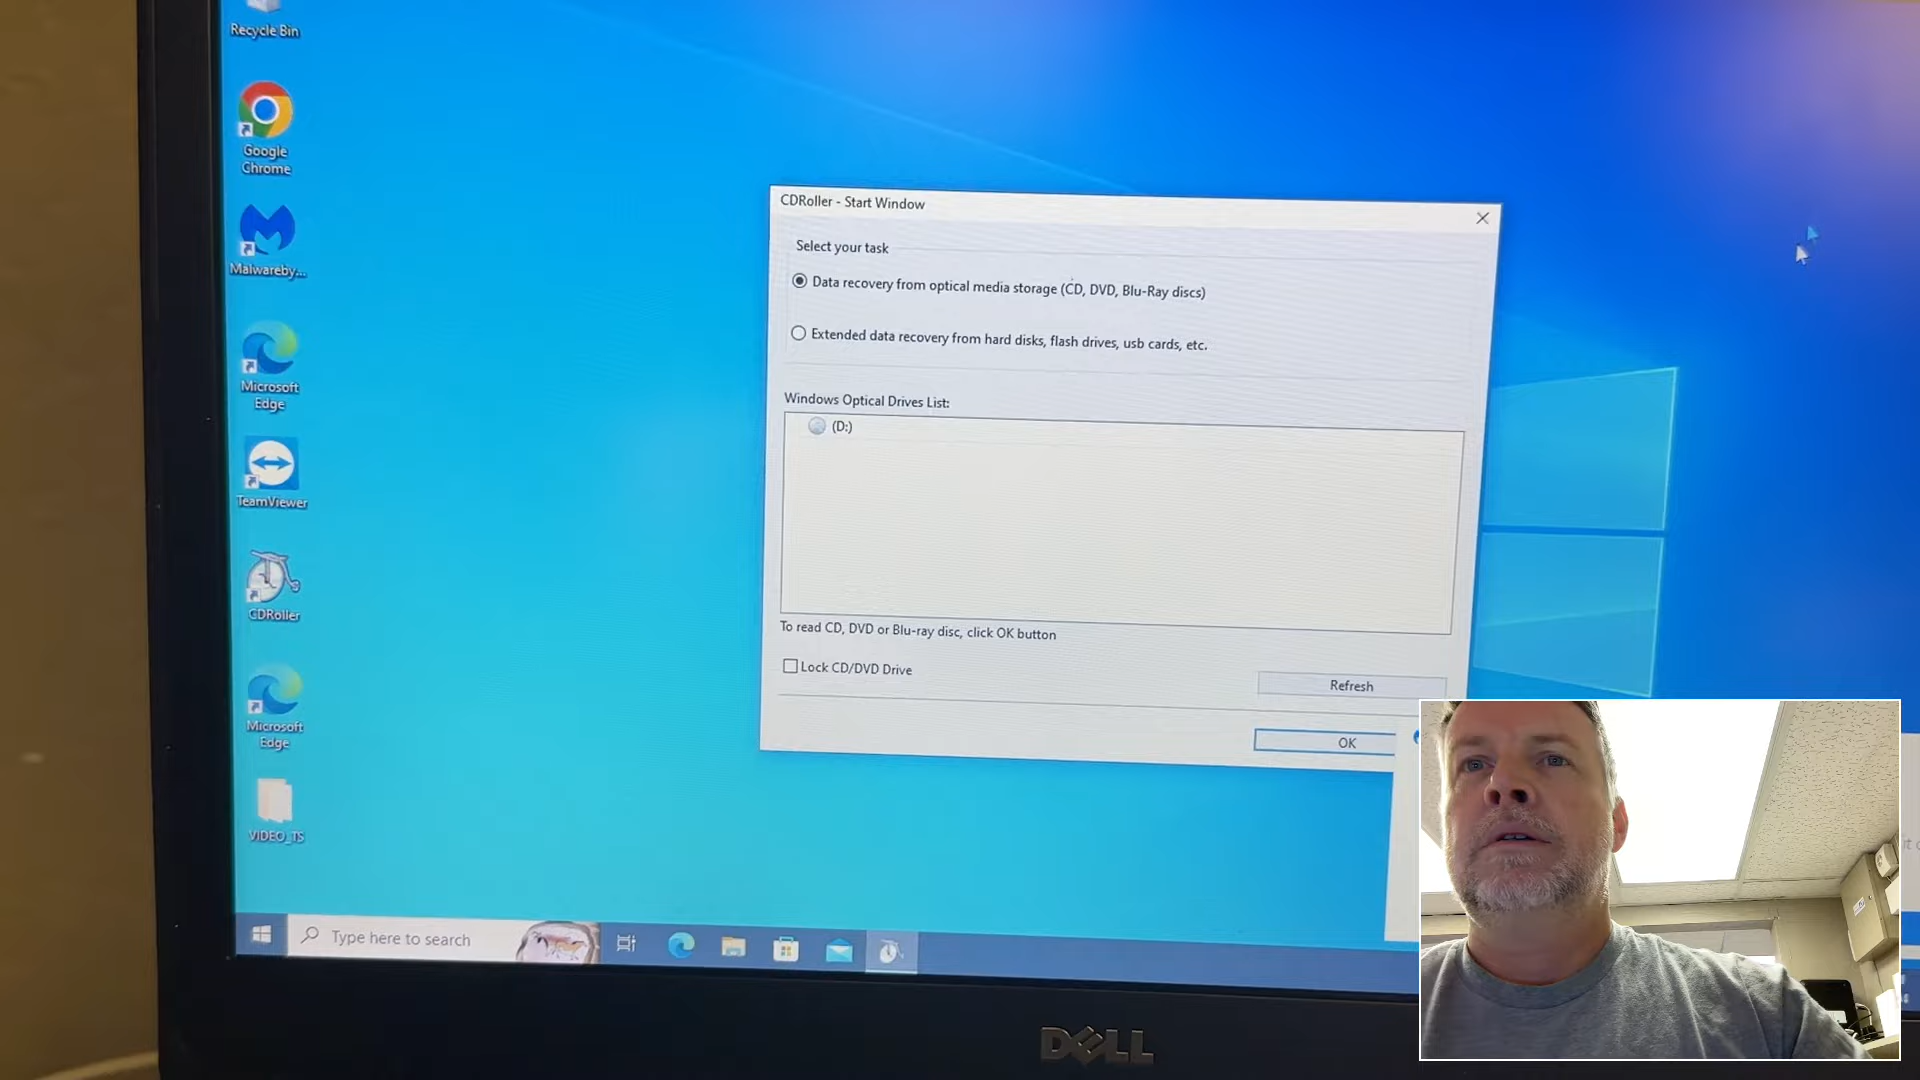 Recycle Bin
Google
Chrome
Malwareby...
Microsoft
Edge
TeamViewer
CDRoller
Microsoft
Edge
VIDEO_TS
CDRoller - Start Window
Select your task
Data recovery from optical media storage (CD, DVD, Blu-Ray discs)
Extended data recovery from hard disks, flash drives, usb cards, etc.
Windows Optical Drives List:
(D:)
To read CD, DVD or Blu-ray disc, click OK button
Lock CD/DVD Drive
Refresh
OK
Type here to search
DELL